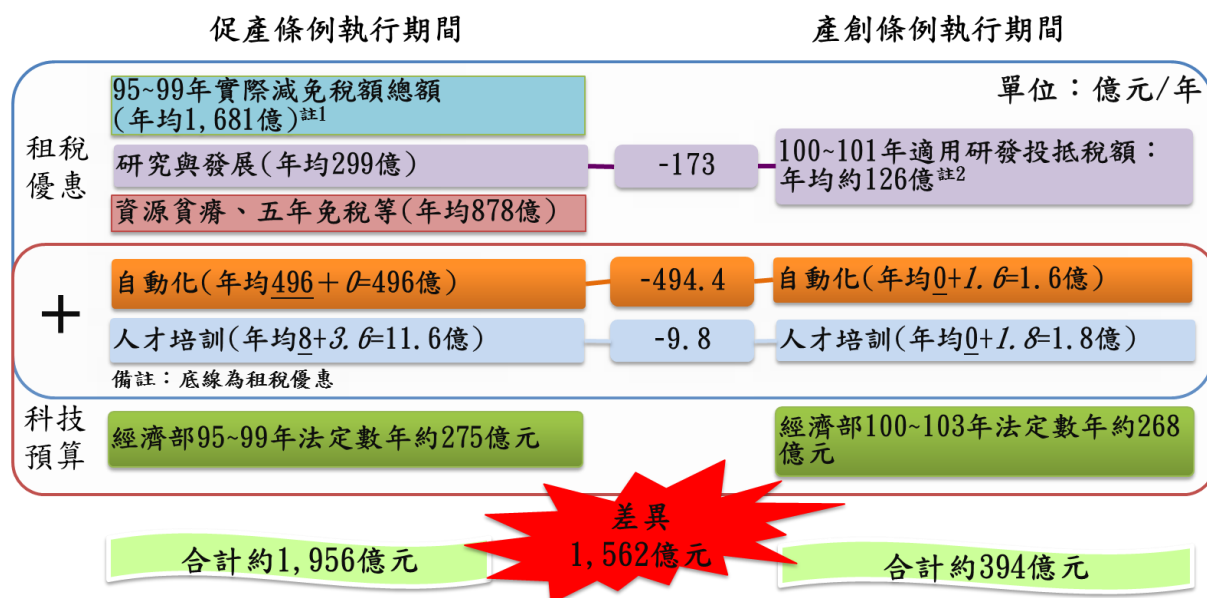 促產條例執行期間
產創條例執行期間
單位：億元/年
租稅
優惠
95~99年實際減免稅額總額
(年均1,681億)註1
研究與發展(年均299億)
-173
100~101年適用研發投抵稅額：
年均約126億註2
資源貧瘠、五年免稅等(年均878億)
+
自動化(年均496＋0=496億)
-494.4
自動化(年均0+1.6=1.6億)
人才培訓(年均8+3.6=11.6億)
-9.8
人才培訓(年均0+1.8=1.8億)
備註：底線為租稅優惠
科技
預算
經濟部95~99年法定數年約275億元
經濟部100~103年法定數年約268
億元
差異
1,562億元
合計約1,956億元
合計約394億元